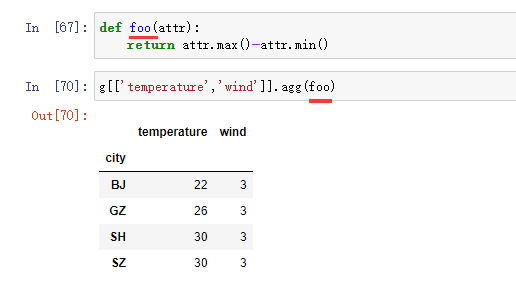 In [67]: def foo(attr):
return attr.max()-attr.min()
In [70]: g[['temperature','wind']].agg(foo)
Out[70]:
temperature wind
city
BJ 22 3
GZ 26 3
SH 30 3
SZ 30 3